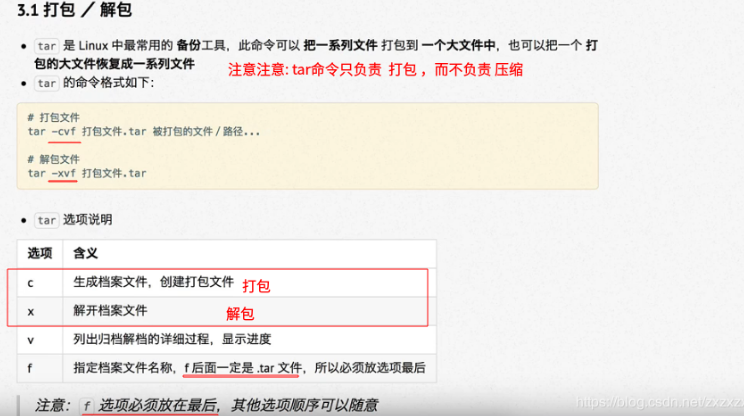 3.1 打包 / 解包
• tar 是 Linux 中最常用的 备份工具，此命令可以 把一系列文件 打包到 一个大文件中，也可以把一个 打
包的大文件恢复成一系列文件
注意注意: tar命令只负责 打包 ，而不负责 压缩
• tar 的命令格式如下：
# 打包文件
tar -cvf 打包文件.tar 被打包的文件／路径...
# 解包文件
tar -xvf 打包文件.tar
• tar 选项说明
选项 含义
c 生成档案文件，创建打包文件 打包
x 解开档案文件 解包
v 列出归档解档的详细过程，显示进度
f 指定档案文件名称，f 后面一定是 .tar 文件，所以必须放选项最后
注意： f 选项必须放在最后，其他选项顺序可以随意